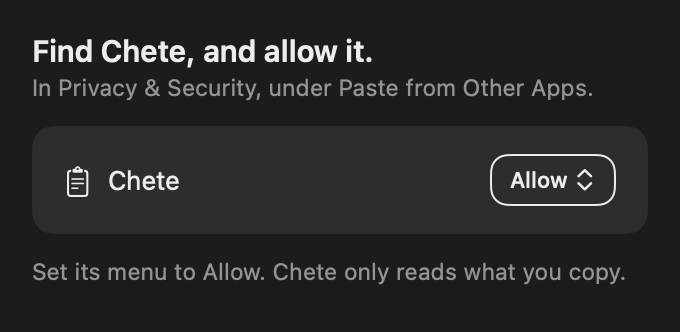 Find Chete, and allow it.
In Privacy & Security, under Paste from Other Apps.
Chete
Allow
Set its menu to Allow. Chete only reads what you copy.